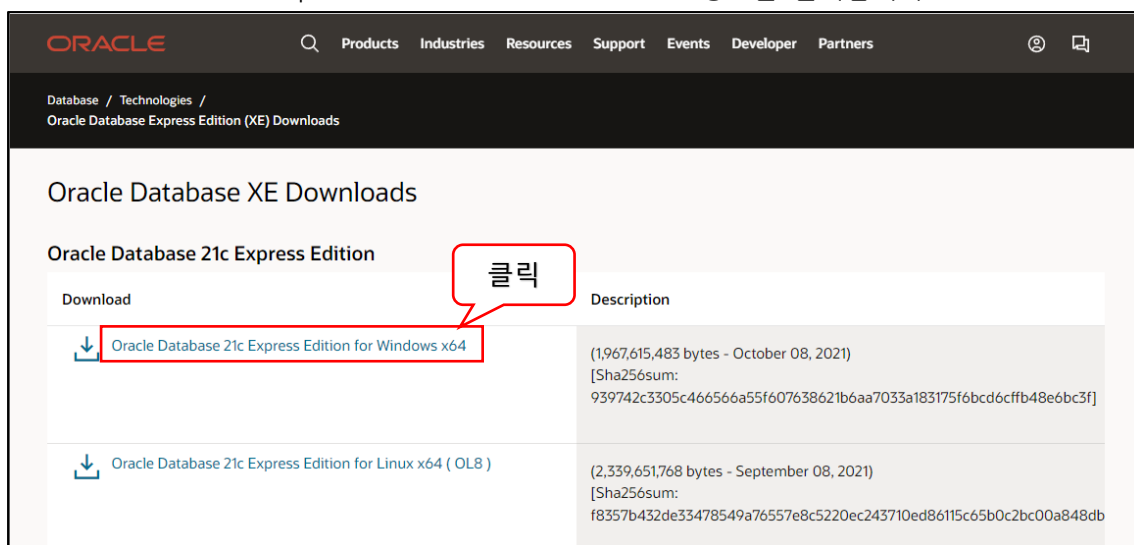 ORACLE Products Industries Resources Support Events Developer Partners
Database / Technologies /
Oracle Database Express Edition (XE) Downloads
Oracle Database XE Downloads
Oracle Database 21c Express Edition
클릭
Download Description
Oracle Database 21c Express Edition for Windows x64
(1,967,615,483 bytes - October 08, 2021)
[Sha256sum:
939742c3305c466566a55f607638621b6aa7033a183175f6bcd6cffb48e6bc3f]
Oracle Database 21c Express Edition for Linux x64 ( OL8 )
(2,339,651,768 bytes - September 08, 2021)
[Sha256sum:
f8357b432de33478549a76557e8c5220ec243710ed86115c65b0c2bc00a848db